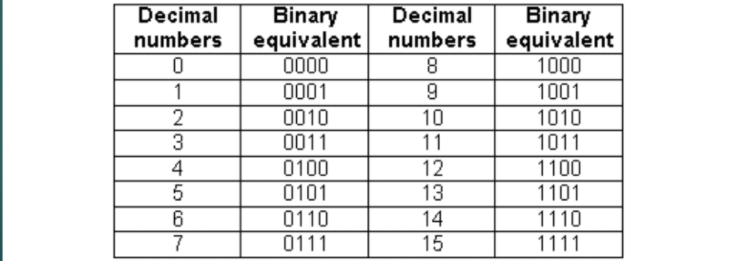 Decimal numbers Binary equivalent Decimal numbers Binary equivalent
0 0000 8 1000
1 0001 9 1001
2 0010 10 1010
3 0011 11 1011
4 0100 12 1100
5 0101 13 1101
6 0110 14 1110
7 0111 15 1111